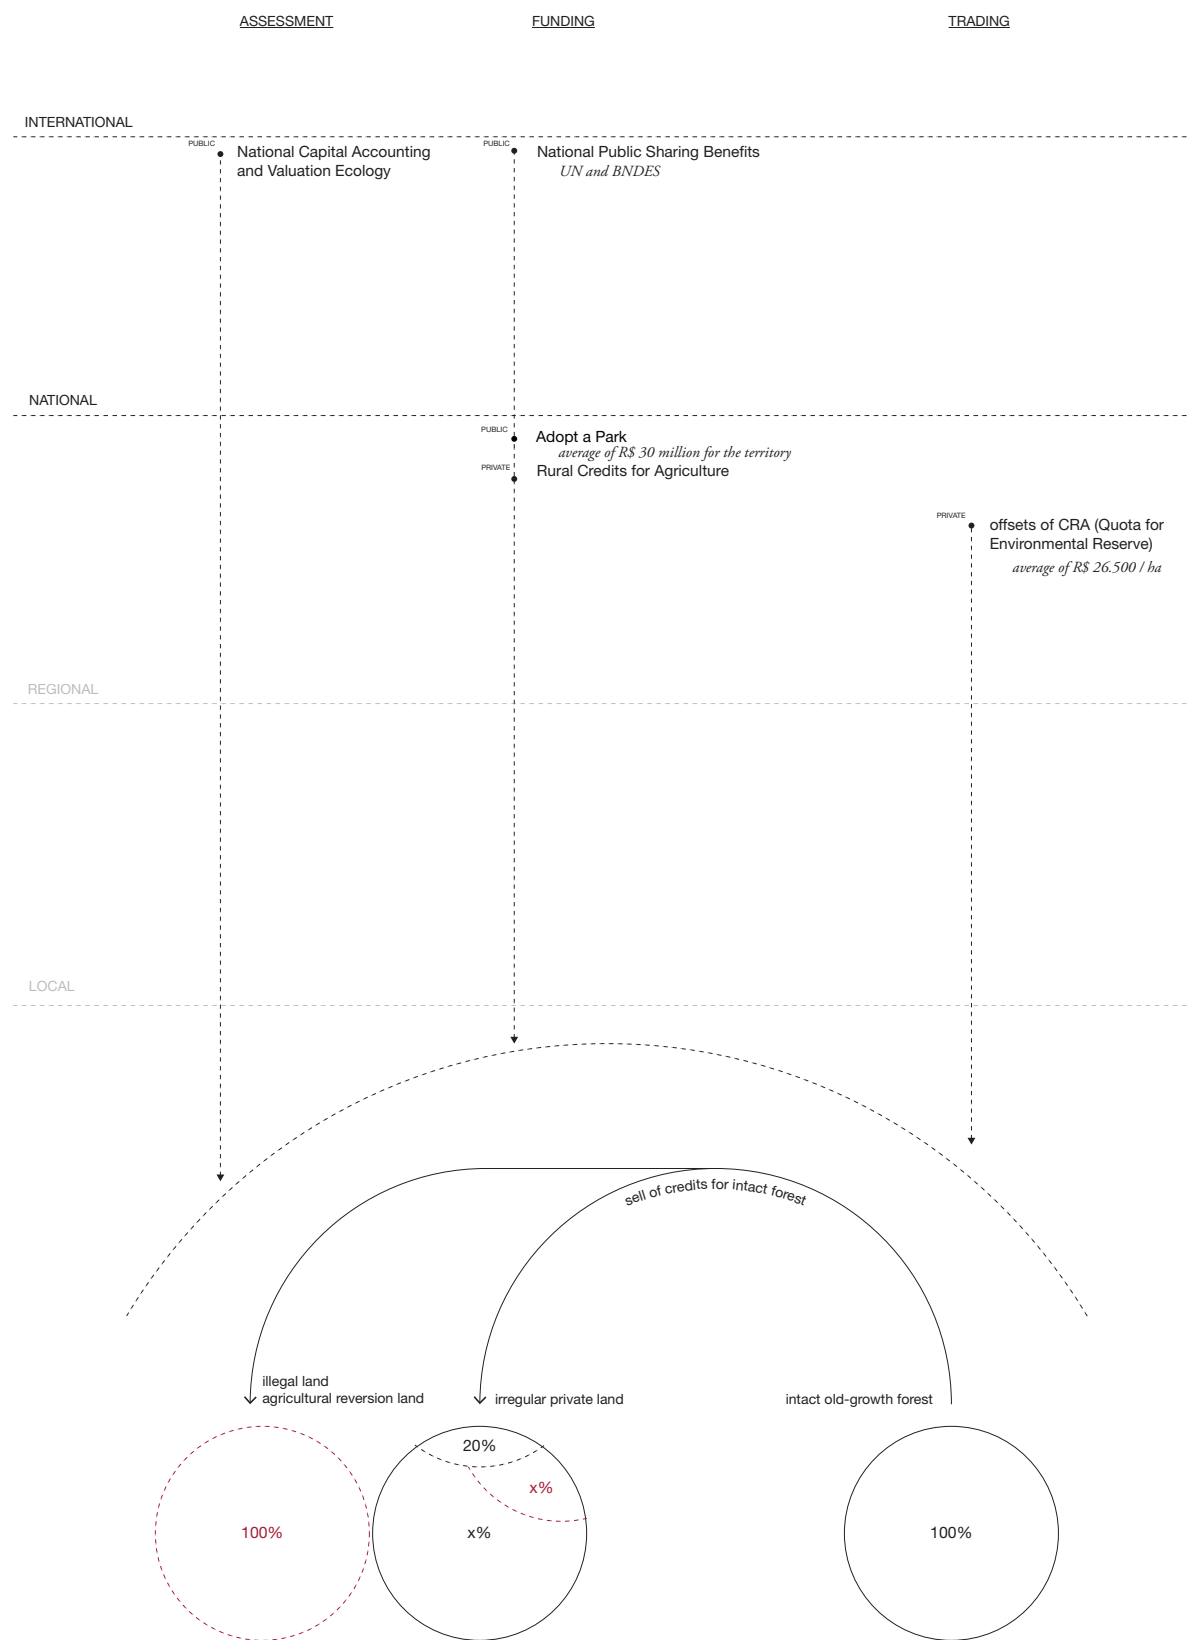 ASSESSMENT
FUNDING
TRADING
INTERNATIONAL
PUBLIC
National Capital Accounting
and Valuation Ecology
PUBLIC
National Public Sharing Benefits
UN and BNDES
NATIONAL
PUBLIC
Adopt a Park
average of R$ 30 million for the territory
PRIVATE
Rural Credits for Agriculture
PRIVATE
offsets of CRA (Quota for
Environmental Reserve)
average of R$ 26.500 / ha
REGIONAL
LOCAL
sell of credits for intact forest
illegal land
agricultural reversion land
irregular private land
intact old-growth forest
20%
x%
100%
x%
100%